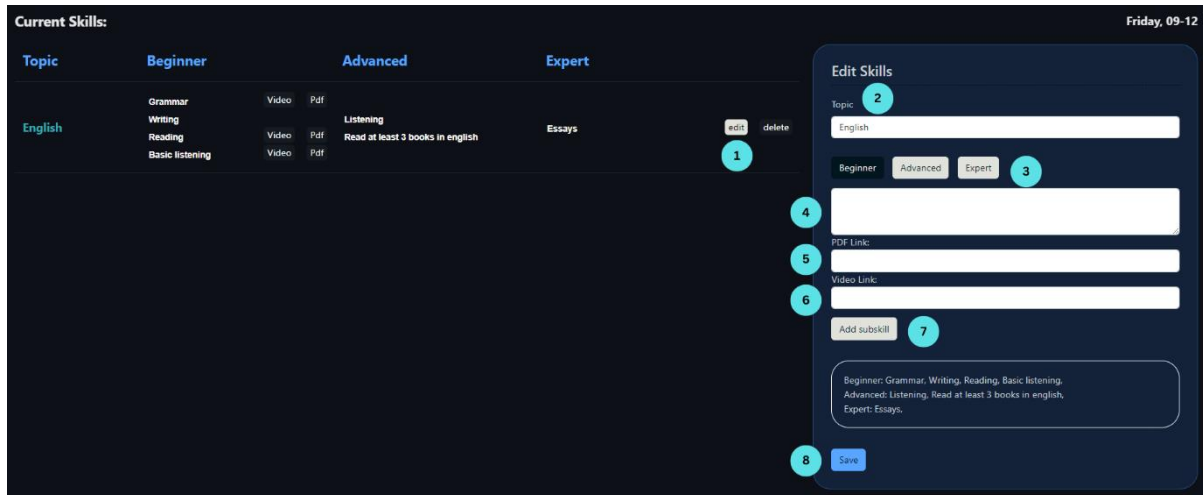 Current Skills:
Friday, 09-12
Topic Beginner Advanced Expert
English
Grammar Video Pdf
Writing
Reading Video Pdf
Basic listening Video Pdf
Listening
Read at least 3 books in english
Essays
edit delete
1
Edit Skills
Topic 2
English
Beginner Advanced Expert 3
4
PDF Link:
5
Video Link:
6
Add subskill 7
Beginner: Grammar, Writing, Reading, Basic listening,
Advanced: Listening, Read at least 3 books in english,
Expert: Essays,
8 Save